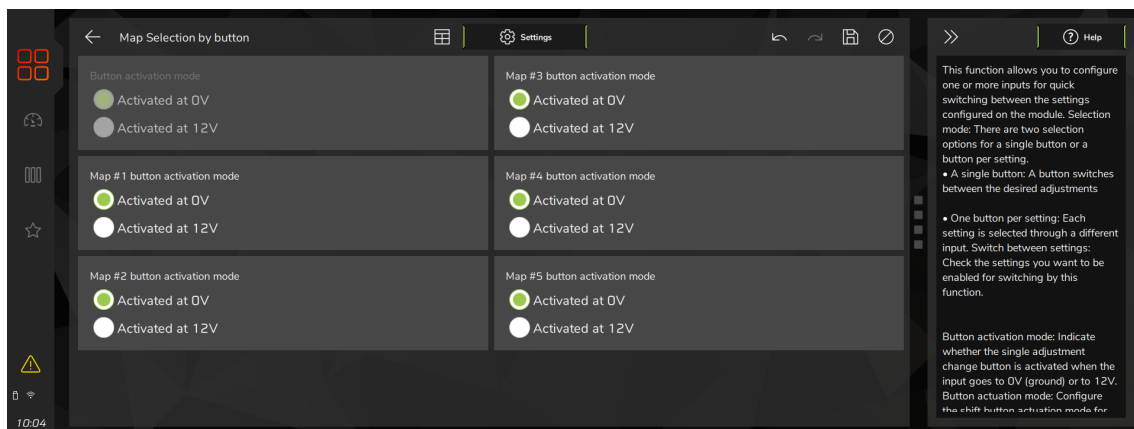 Map Selection by button
Settings
Help
Button activation mode
Activated at 0V
Activated at 12V
Map #1 button activation mode
Activated at 0V
Activated at 12V
Map #2 button activation mode
Activated at 0V
Activated at 12V
Map #3 button activation mode
Activated at 0V
Activated at 12V
Map #4 button activation mode
Activated at 0V
Activated at 12V
Map #5 button activation mode
Activated at 0V
Activated at 12V
This function allows you to configure
one or more inputs for quick
switching between the settings
configured on the module. Selection
mode: There are two selection
options for a single button or a
button per setting.
• A single button: A button switches
between the desired adjustments
• One button per setting: Each
setting is selected through a different
input. Switch between settings:
Check the settings you want to be
enabled for switching by this
function.
Button activation mode: Indicate
whether the single adjustment
change button is activated when the
input goes to 0V (ground) or to 12V.
Button actuation mode: Configure
the shift button actuation mode for
10:04